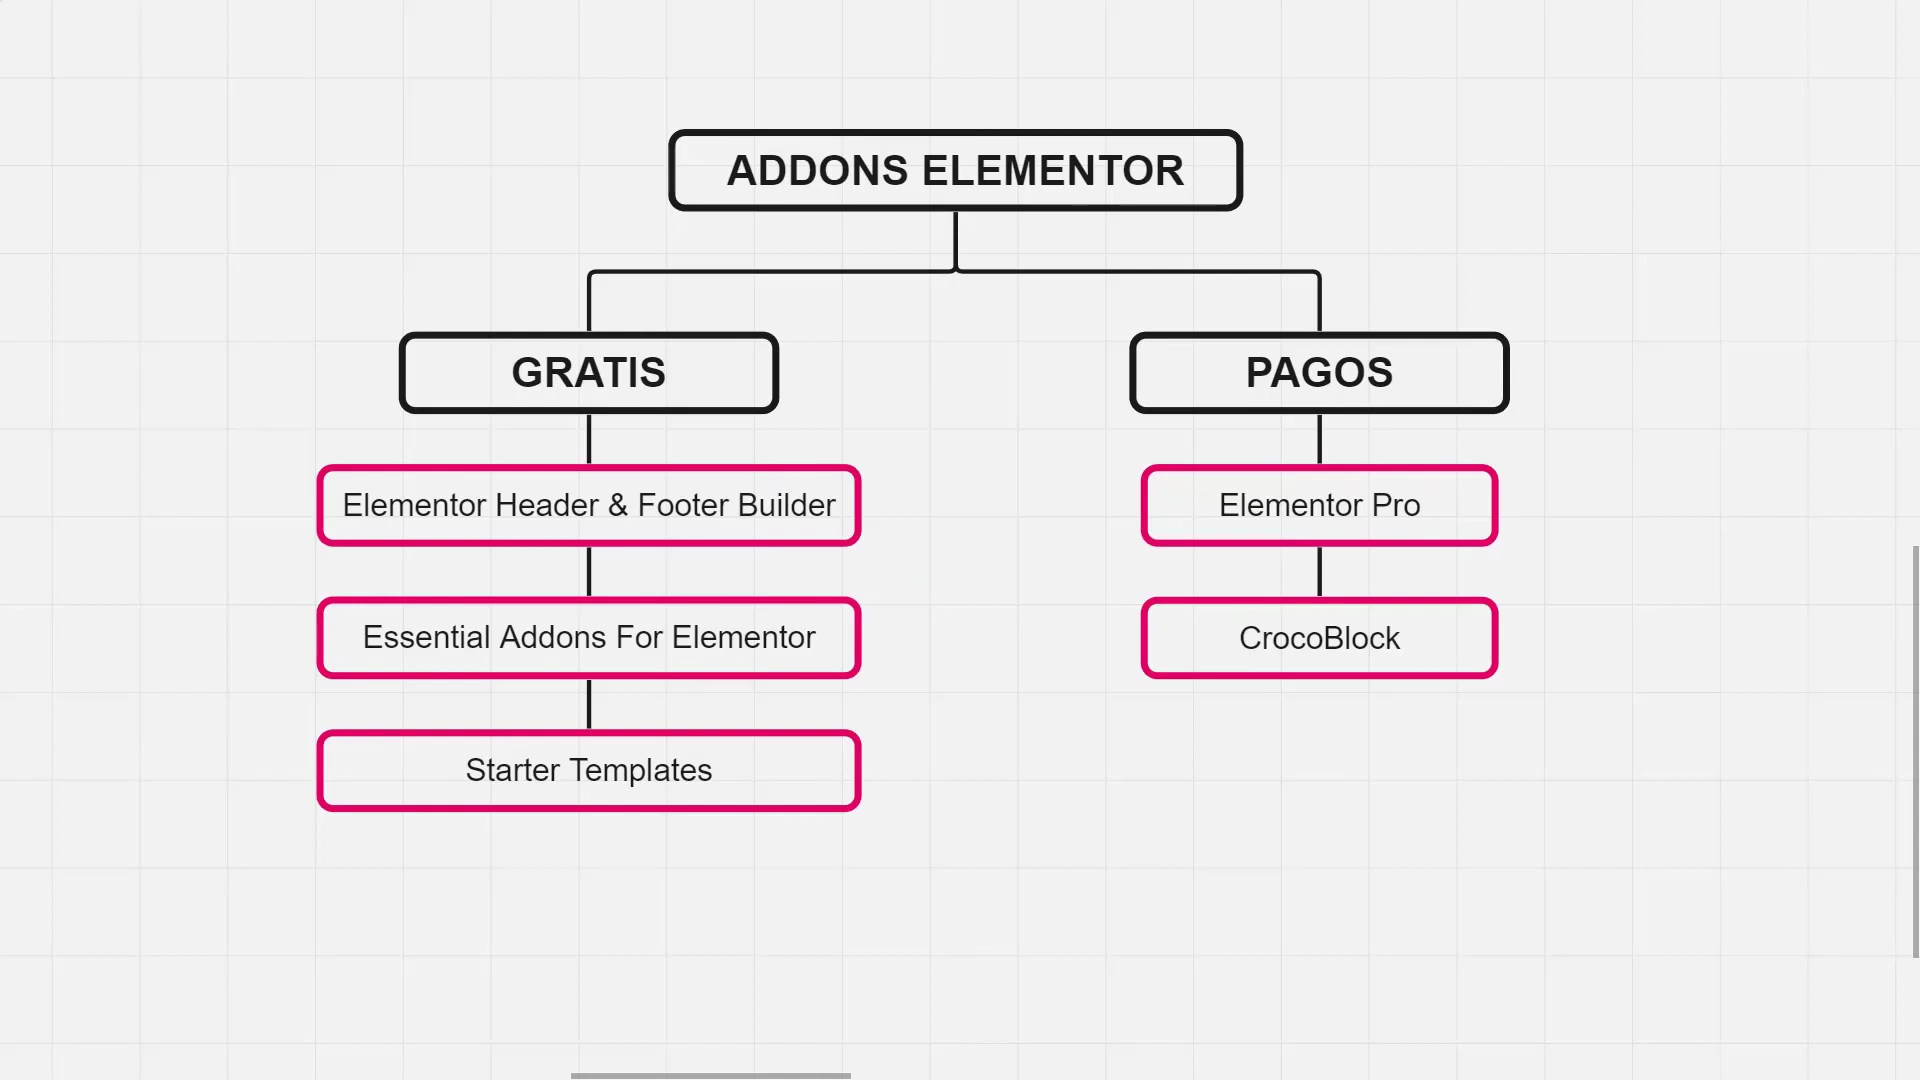 ADDONS ELEMENTOR
GRATIS
Elementor Header & Footer Builder
Essential Addons For Elementor
Starter Templates
PAGOS
Elementor Pro
CrocoBlock